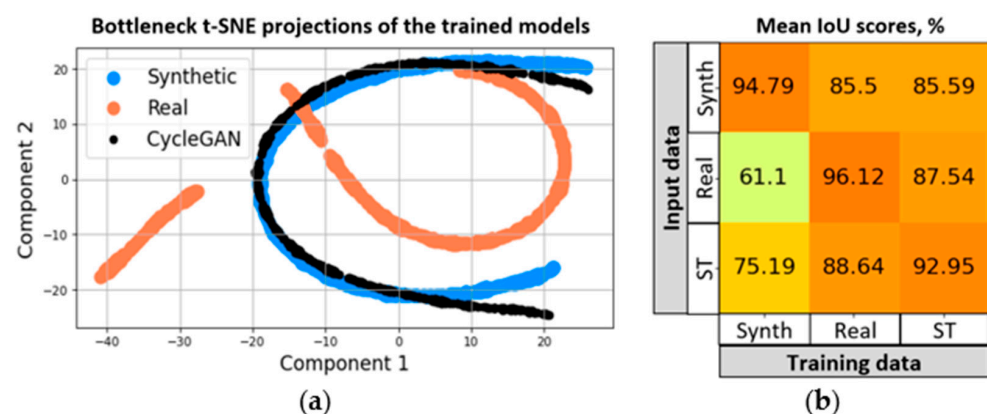 Bottleneck t-SNE projections of the trained models
20
10
0
−10
−20
Component 2
Synthetic
Real
CycleGAN
−40 −30 −20 −10 0 10 20
Component 1
(a)
Mean IoU scores, %
Input data
Synth 94.79 85.5 85.59
Real 61.1 96.12 87.54
ST 75.19 88.64 92.95
Synth Real ST
Training data
(b)